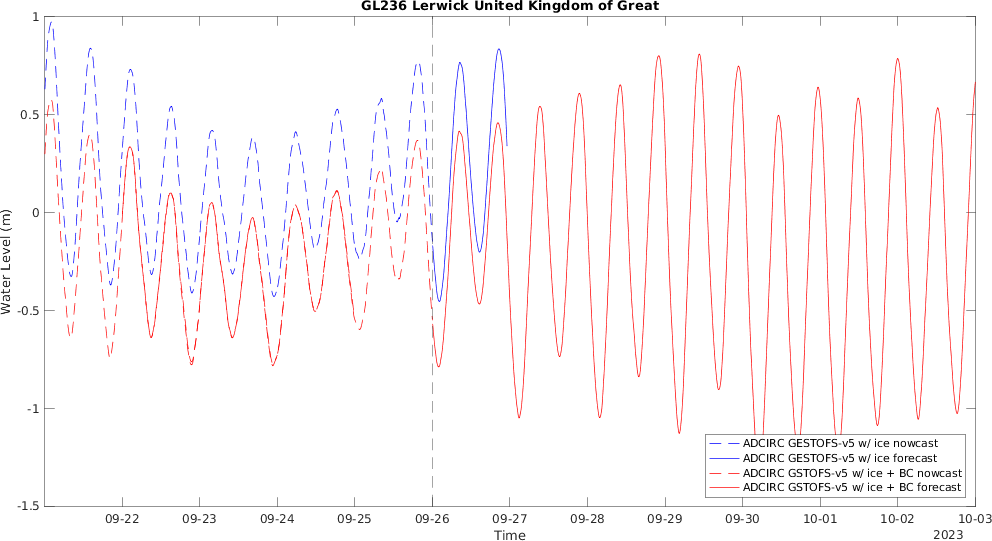 GL236 Lerwick United Kingdom of Great
1
0.5
0
-0.5
-1
-1.5
Water Level (m)
ADCIRC GESTOFS-v5 w/ ice nowcast
ADCIRC GESTOFS-v5 w/ ice forecast
ADCIRC GSTOFS-v5 w/ ice + BC nowcast
ADCIRC GSTOFS-v5 w/ ice + BC forecast
09-22 09-23 09-24 09-25 09-26 09-27 09-28 09-29 09-30 10-01 10-02 10-03
Time
2023